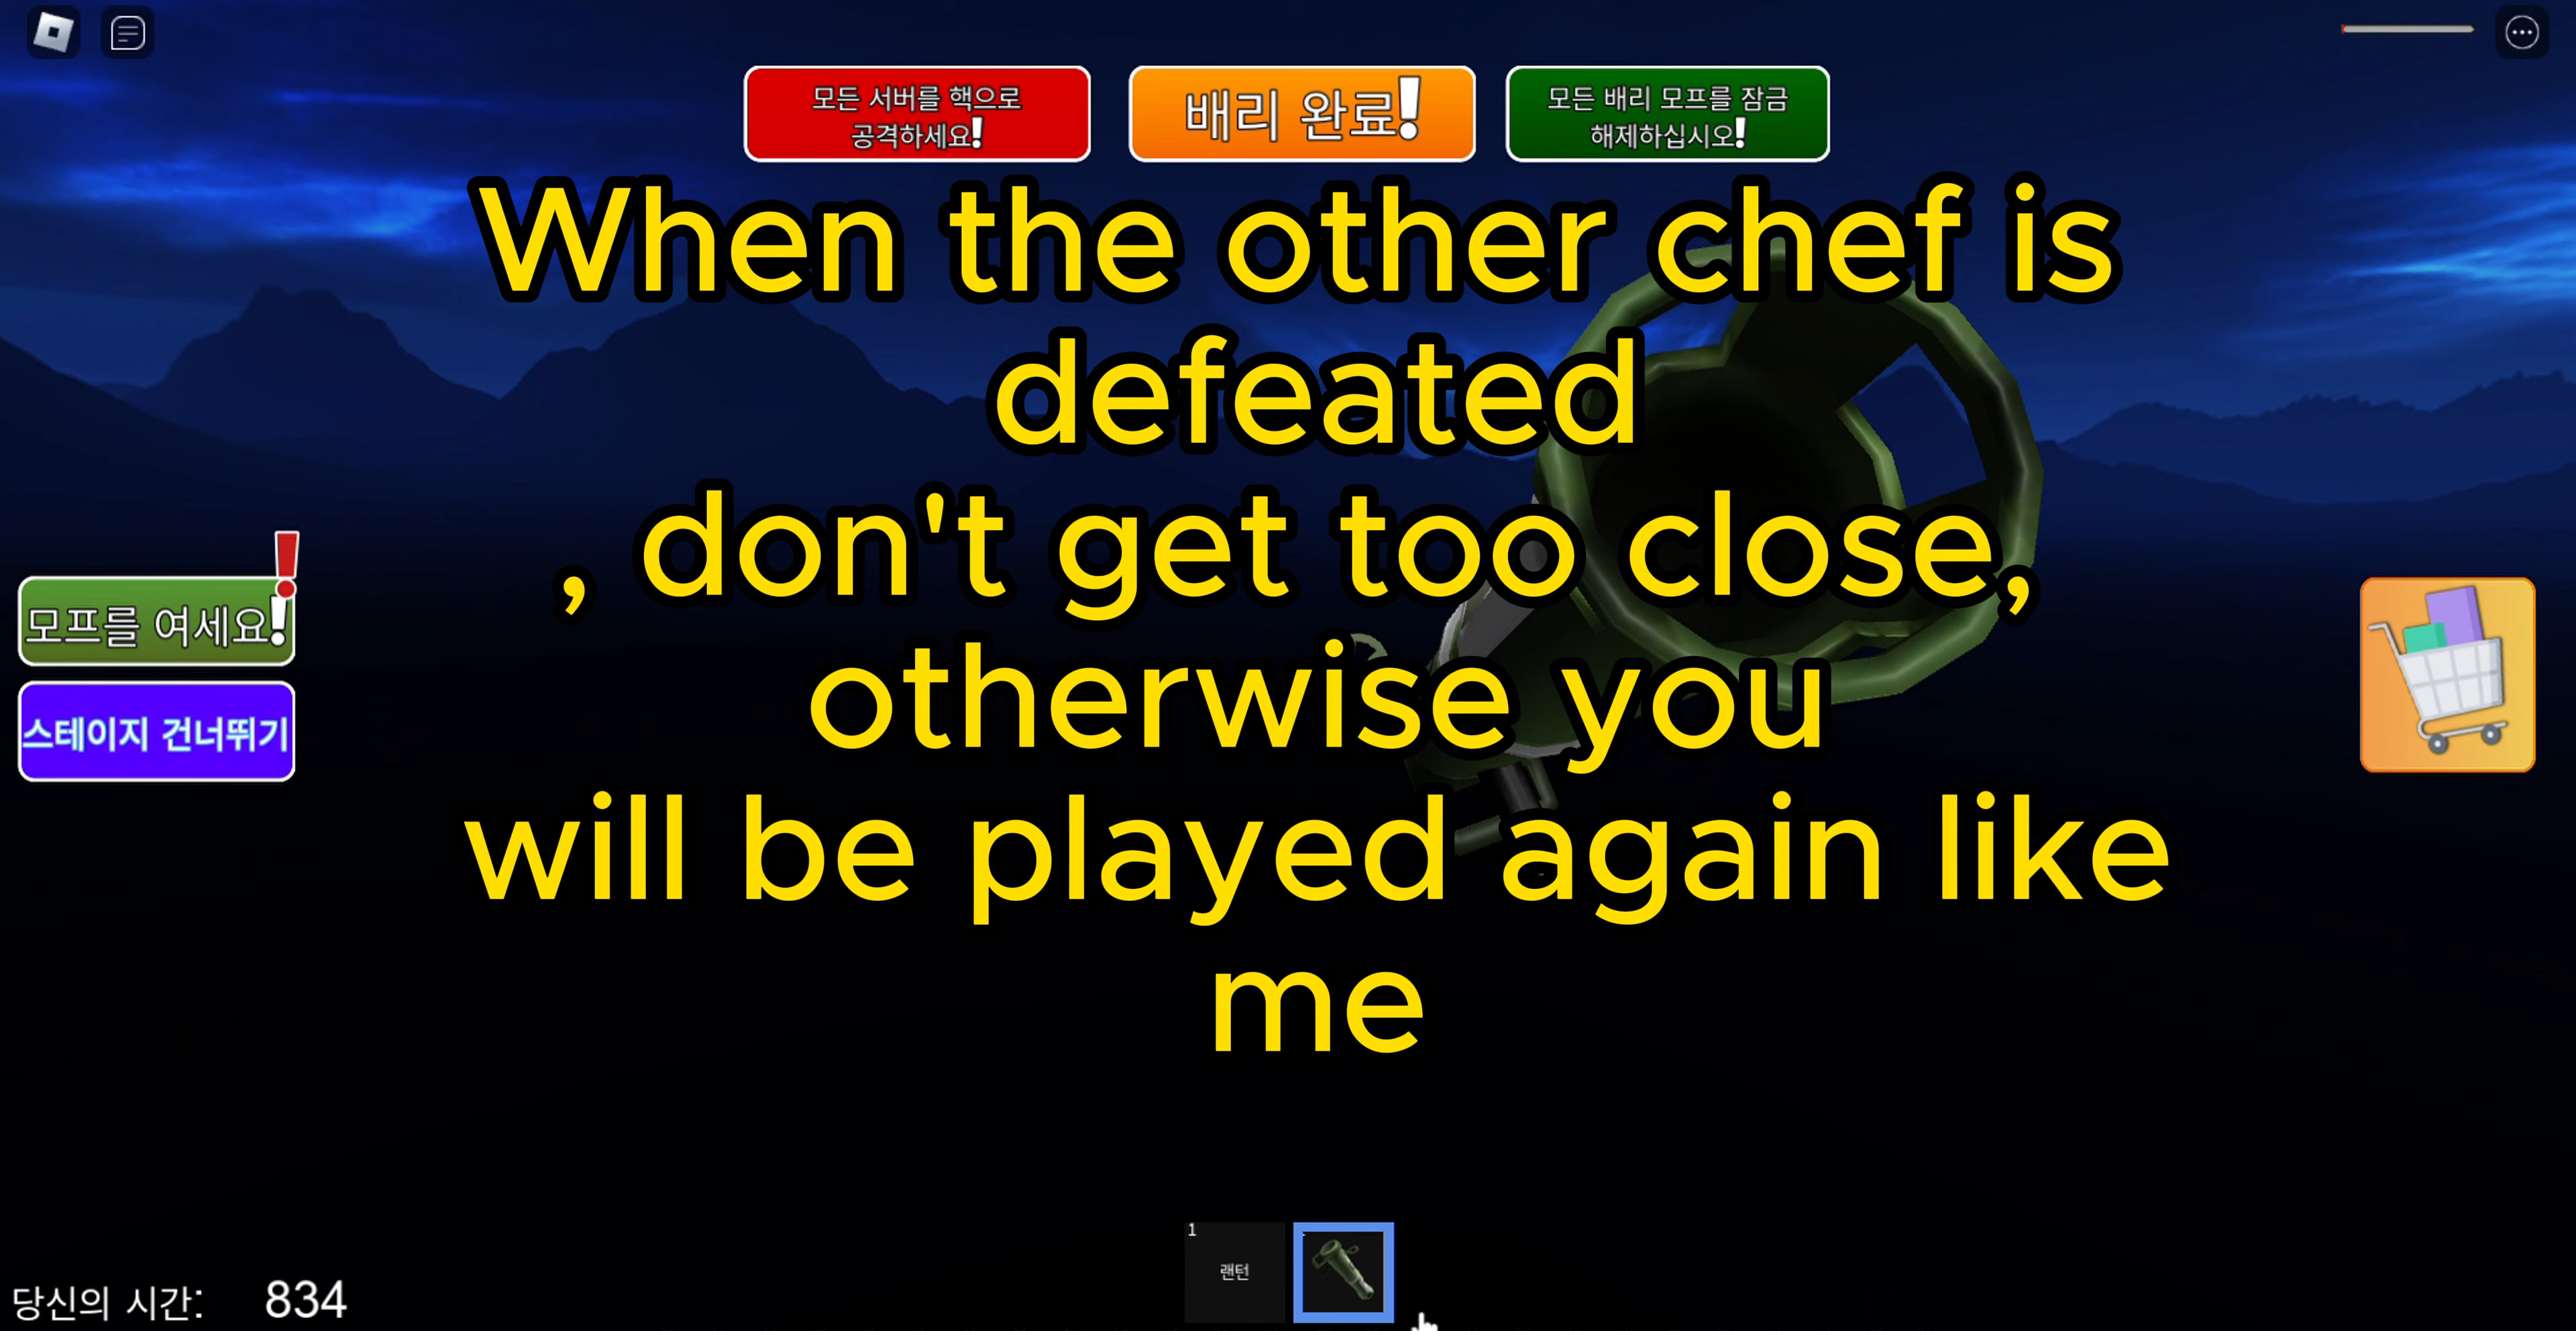 모든 서버를 핵으로
공격하세요!
배리 완료!
모든 배리 모프를 잠금
해제하십시오!
When the other chef is
defeated
, don't get too close,
otherwise you
will be played again like
me
모프를 여세요!
스테이지 건너뛰기
1
랜턴
당신의 시간: 834